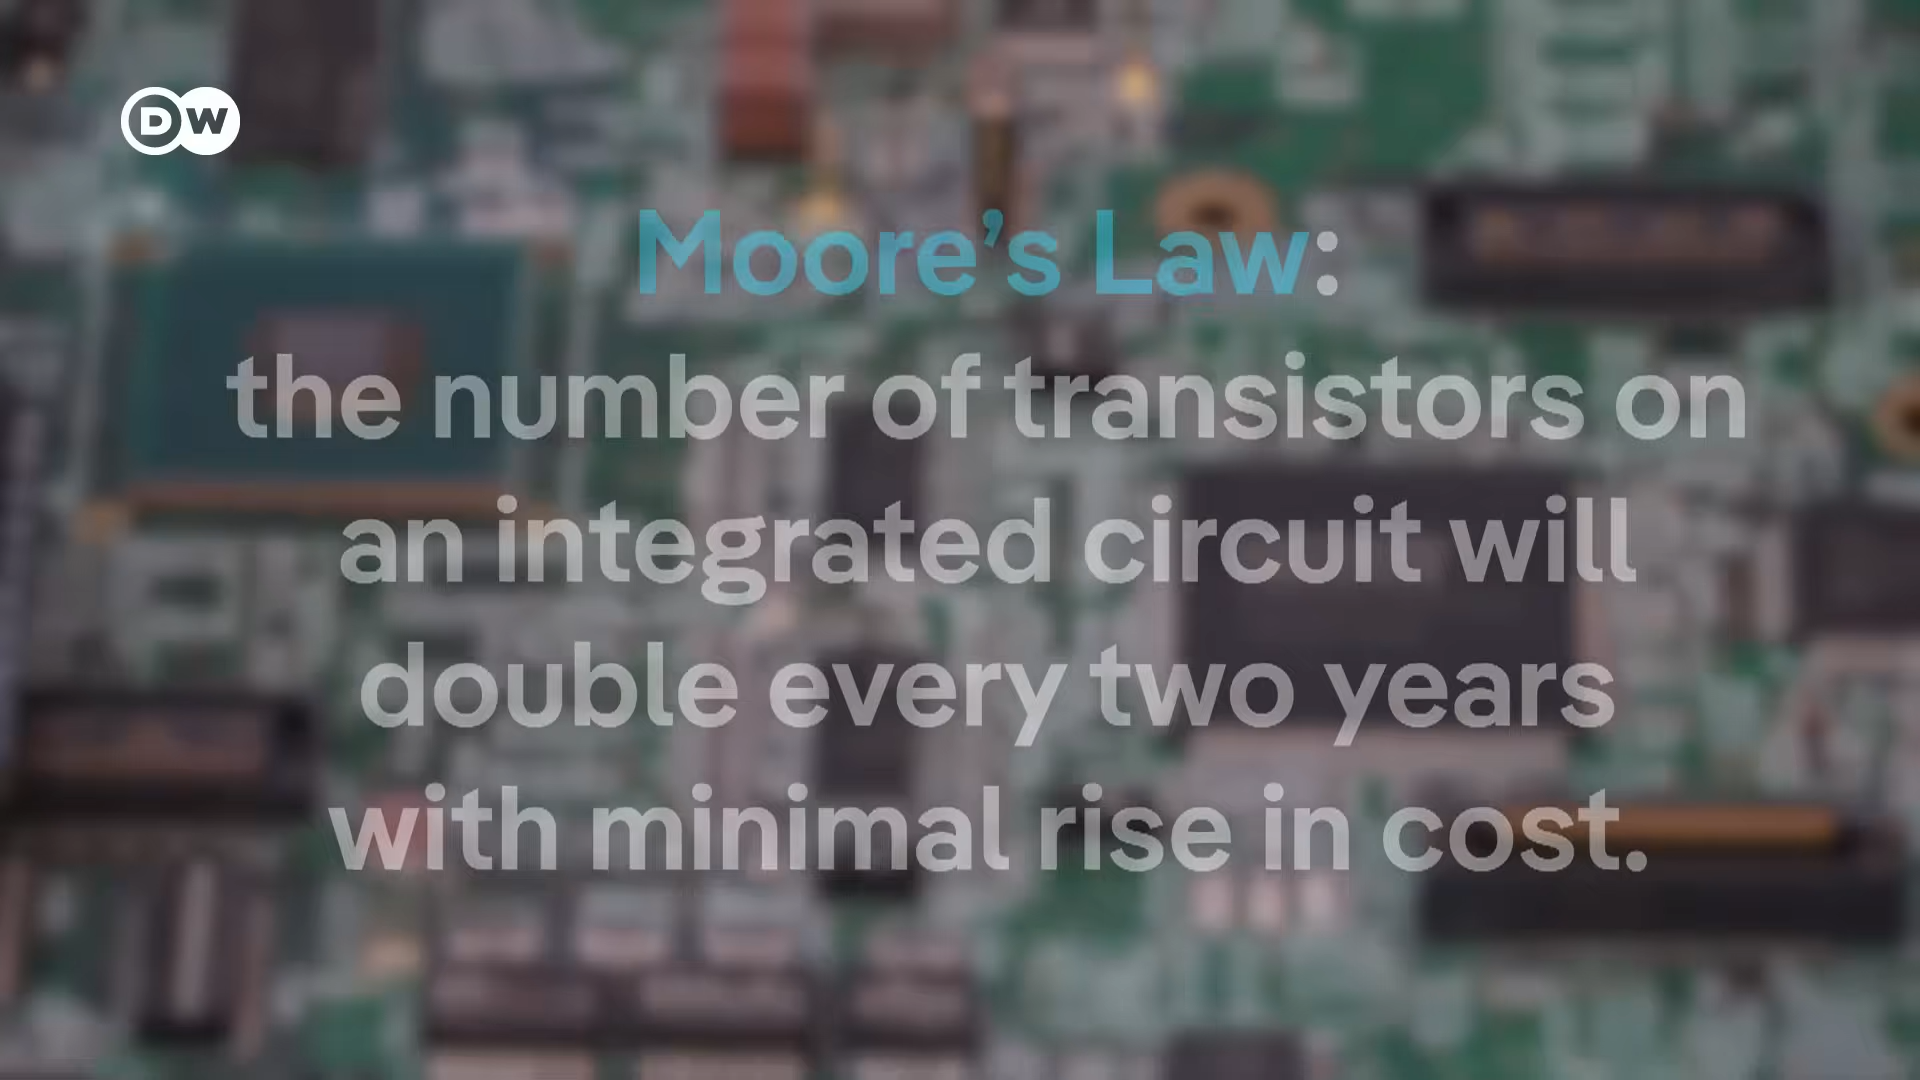 DW
Moore’s Law:
the number of transistors on
an integrated circuit will
double every two years
with minimal rise in cost.